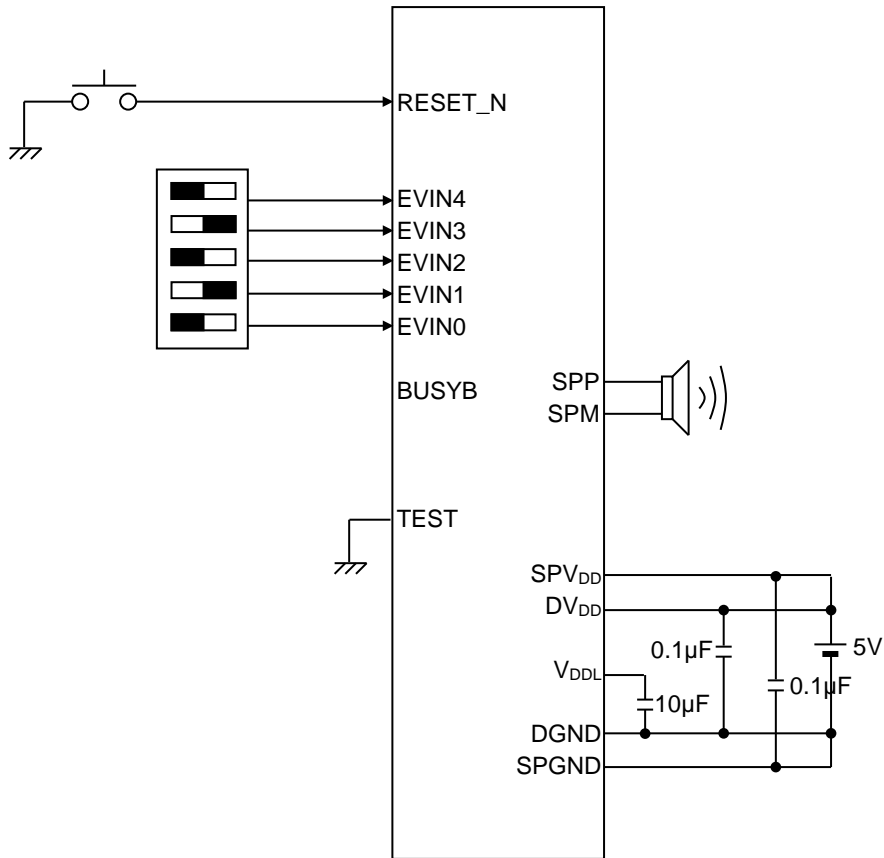 RESET_N
EVIN4
EVIN3
EVIN2
EVIN1
EVIN0
BUSYB
SPP
SPM
TEST
SPVDD
DVDD
5V
0.1µF
VDDL
0.1µF
10µF
DGND
SPGND